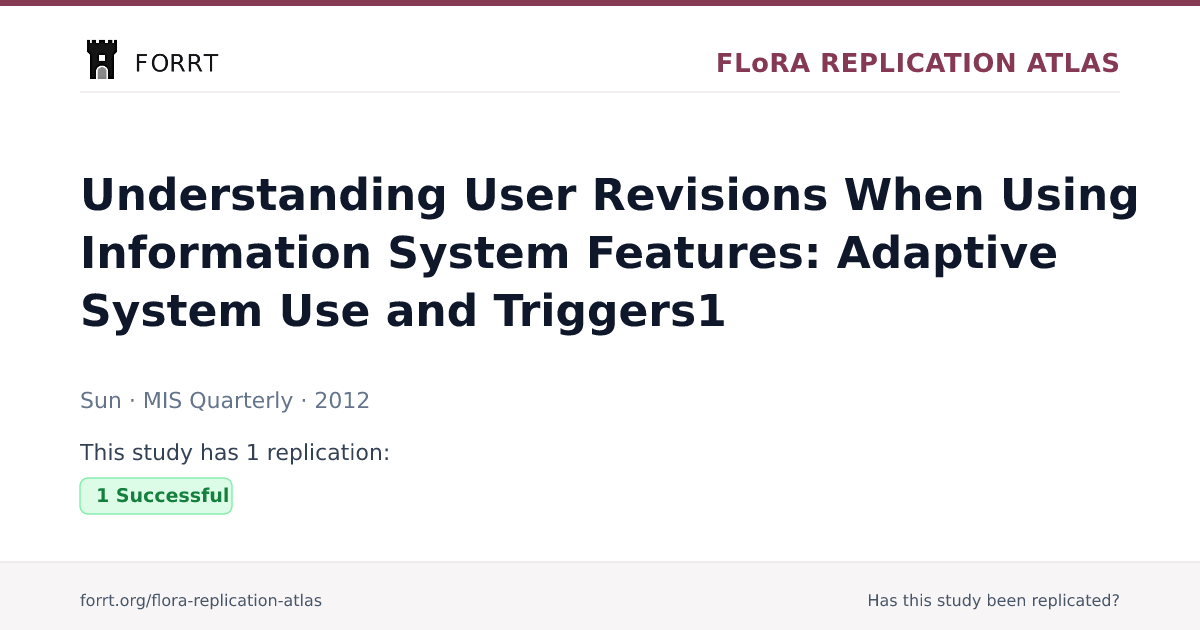 FORRT
FLoRA REPLICATION ATLAS
Understanding User Revisions When Using
Information System Features: Adaptive
System Use and Triggers1
Sun · MIS Quarterly · 2012
This study has 1 replication:
1 Successful
forrt.org/flora-replication-atlas
Has this study been replicated?